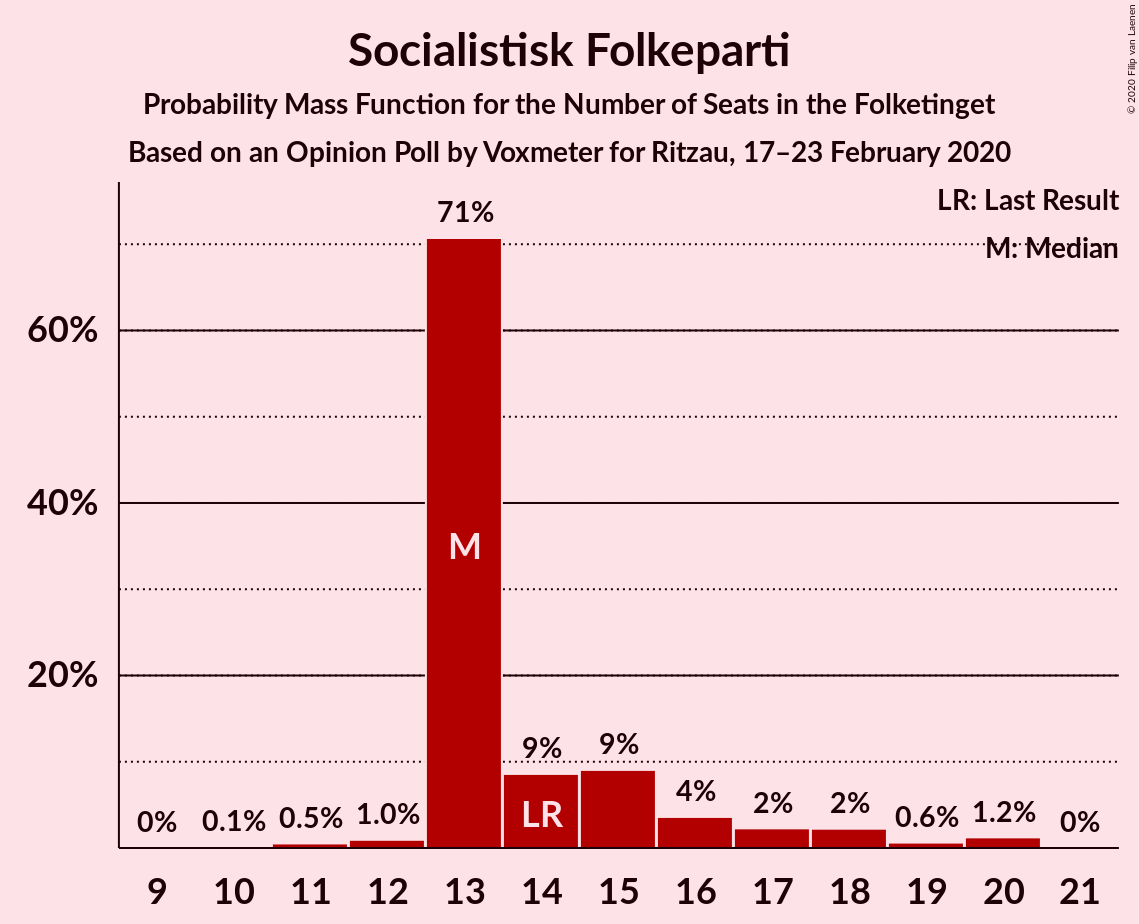 Socialistisk Folkeparti
Probability Mass Function for the Number of Seats in the Folketinget
Based on an Opinion Poll by Voxmeter for Ritzau, 17–23 February 2020
© 2020 Filip van Laenen
LR: Last Result
M: Median
71%
60%
40%
M
20%
9%
9%
4%
2%
2%
0.6%
1.2%
0%
0%
0.1%
0.5%
1.0%
LR
9 10 11 12 13 14 15 16 17 18 19 20 21